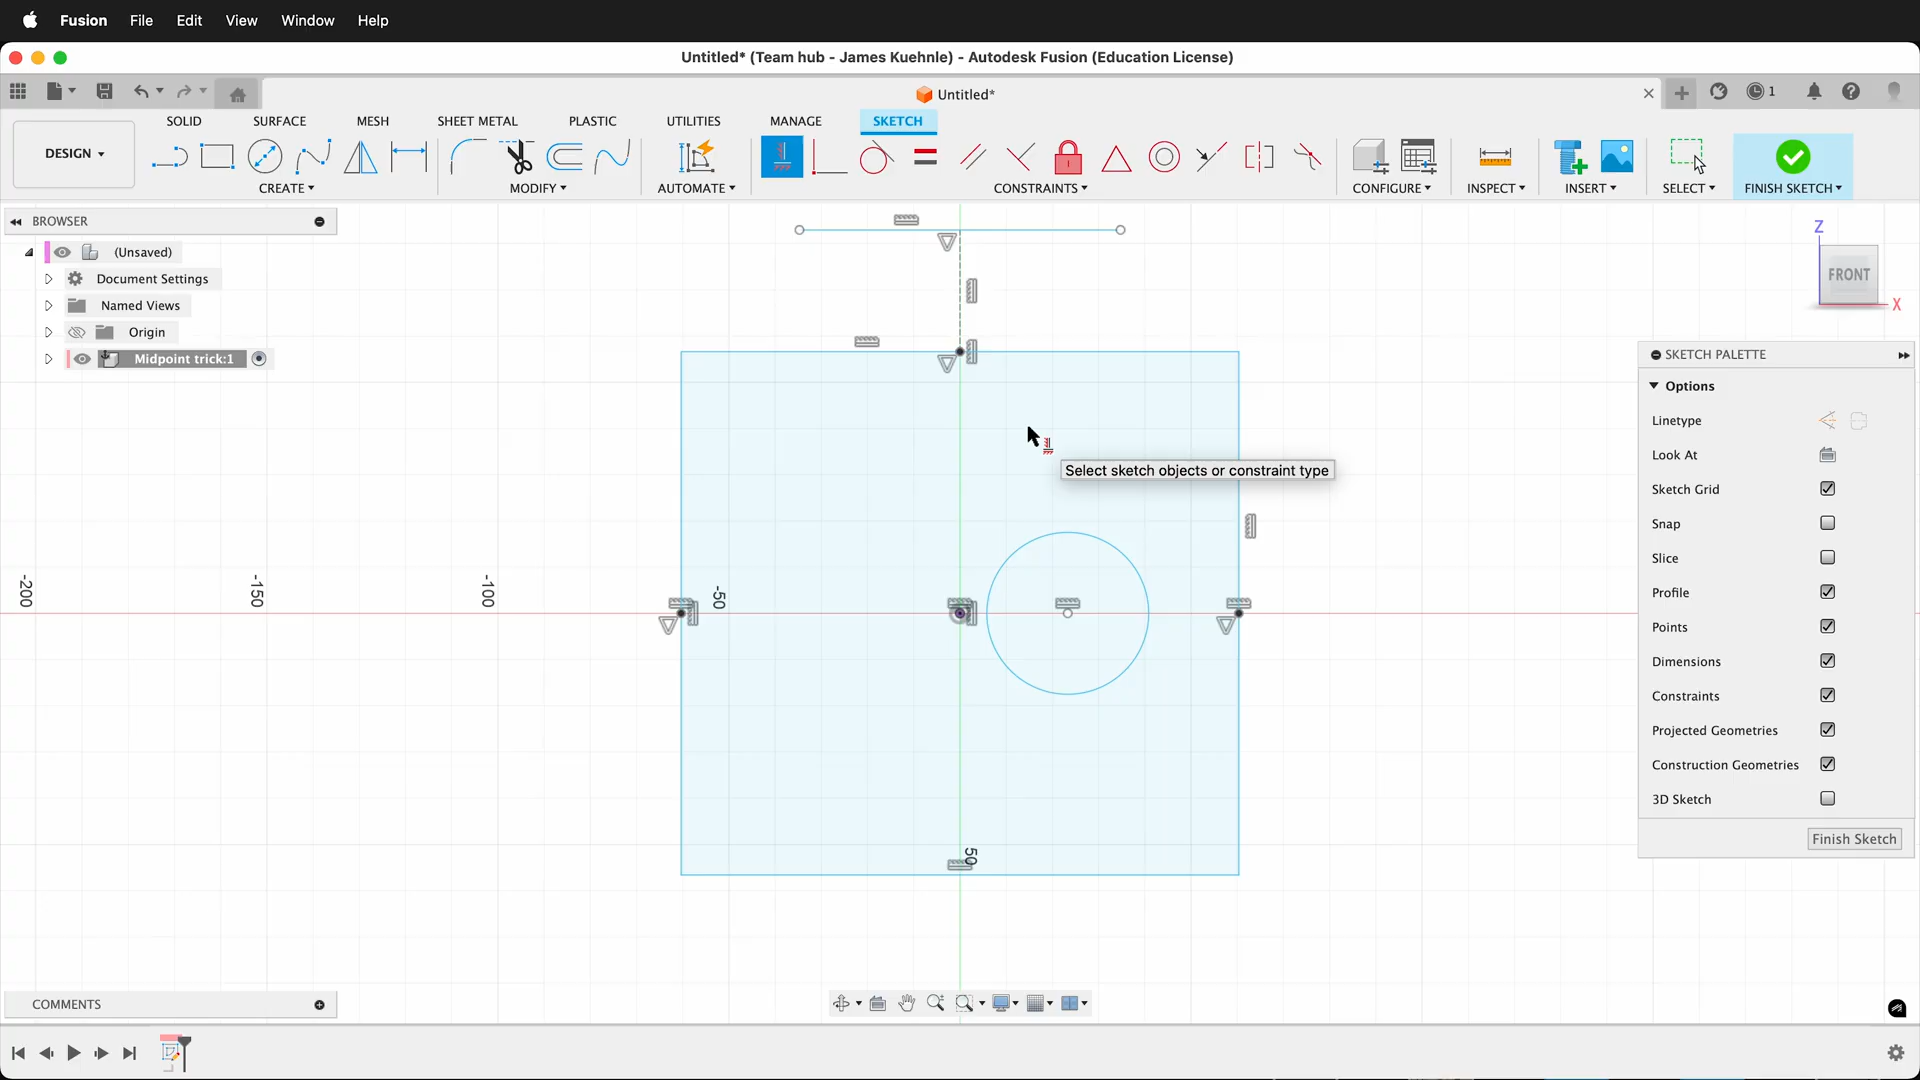 Fusion File Edit View Window Help
Untitled* (Team hub - James Kuehnle) - Autodesk Fusion (Education License)
Untitled*
1
SOLID SURFACE MESH SHEET METAL PLASTIC UTILITIES MANAGE SKETCH
DESIGN
CREATE MODIFY AUTOMATE CONSTRAINTS CONFIGURE INSPECT INSERT SELECT FINISH SKETCH
BROWSER
(Unsaved)
Document Settings
Named Views
Origin
Midpoint trick:1
Z
FRONT
X
Select sketch objects or constraint type
-200
-150
-100
-50
50
SKETCH PALETTE
Options
Linetype
Look At
Sketch Grid
Snap
Slice
Profile
Points
Dimensions
Constraints
Projected Geometries
Construction Geometries
3D Sketch
Finish Sketch
COMMENTS